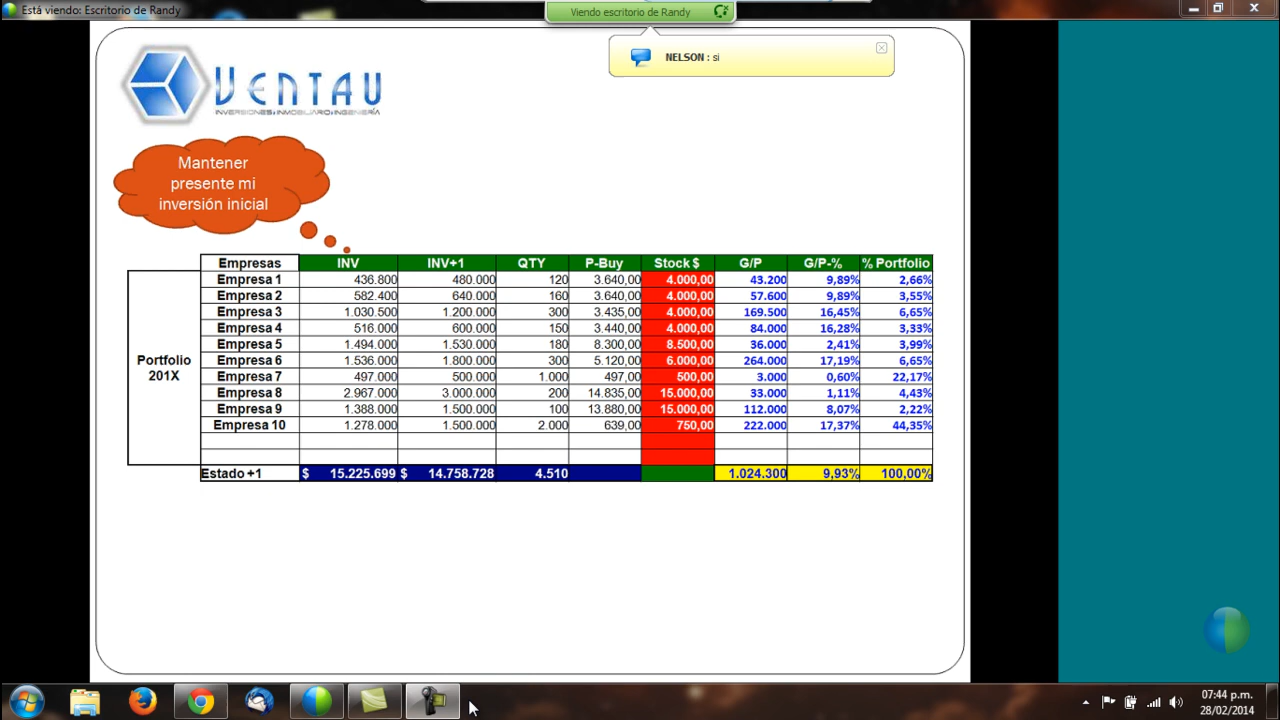 Está viendo: Escritorio de Randy
Viendo escritorio de Randy
NELSON : si
VENTAU
INVERSIONES INMOBILIARIO INGENIERÍA
Mantener
presente mi
inversión inicial
Empresas INV INV+1 QTY P-Buy Stock $ G/P G/P-% % Portfolio
Empresa 1 436.800 480.000 120 3.640,00 4.000,00 43.200 9,89% 2,66%
Empresa 2 582.400 640.000 160 3.640,00 4.000,00 57.600 9,89% 3,55%
Empresa 3 1.030.500 1.200.000 300 3.435,00 4.000,00 169.500 16,45% 6,65%
Empresa 4 516.000 600.000 150 3.440,00 4.000,00 84.000 16,28% 3,33%
Empresa 5 1.494.000 1.530.000 180 8.300,00 8.500,00 36.000 2,41% 3,99%
Portfolio
201X
Empresa 6 1.536.000 1.800.000 300 5.120,00 6.000,00 264.000 17,19% 6,65%
Empresa 7 497.000 500.000 1.000 497,00 500,00 3.000 0,60% 22,17%
Empresa 8 2.967.000 3.000.000 200 14.835,00 15.000,00 33.000 1,11% 4,43%
Empresa 9 1.388.000 1.500.000 100 13.880,00 15.000,00 112.000 8,07% 2,22%
Empresa 10 1.278.000 1.500.000 2.000 639,00 750,00 222.000 17,37% 44,35%
Estado +1 $ 15.225.699 $ 14.758.728 4.510 1.024.300 9,93% 100,00%
07:44 p.m.
28/02/2014